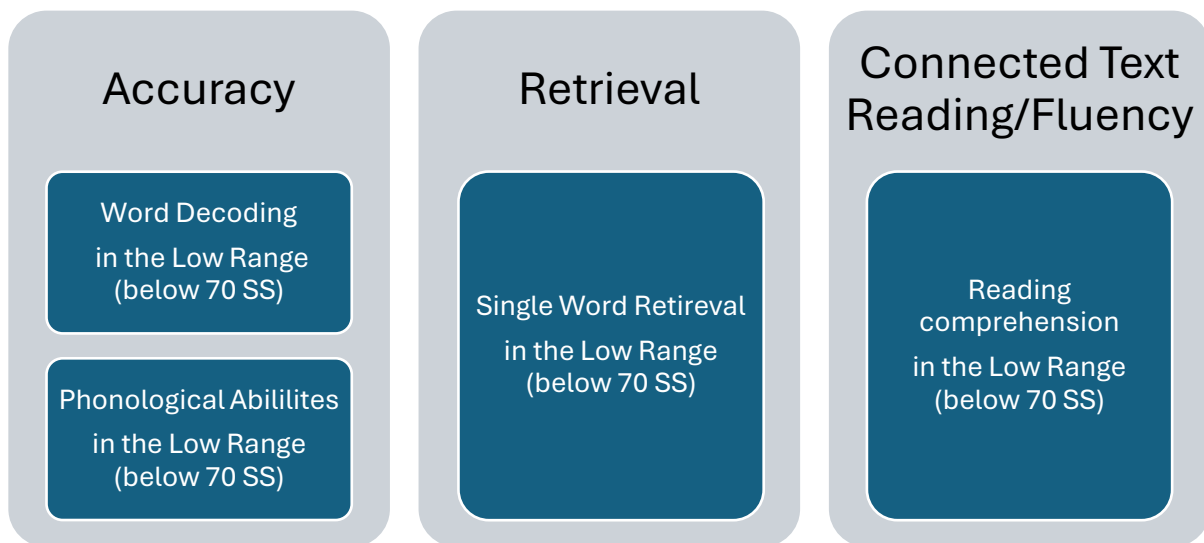 Accuracy
Word Decoding
in the Low Range
(below 70 SS)
Phonological Abililites
in the Low Range
(below 70 SS)
Retrieval
Single Word Retireval
in the Low Range
(below 70 SS)
Connected Text
Reading/Fluency
Reading
comprehension
in the Low Range
(below 70 SS)